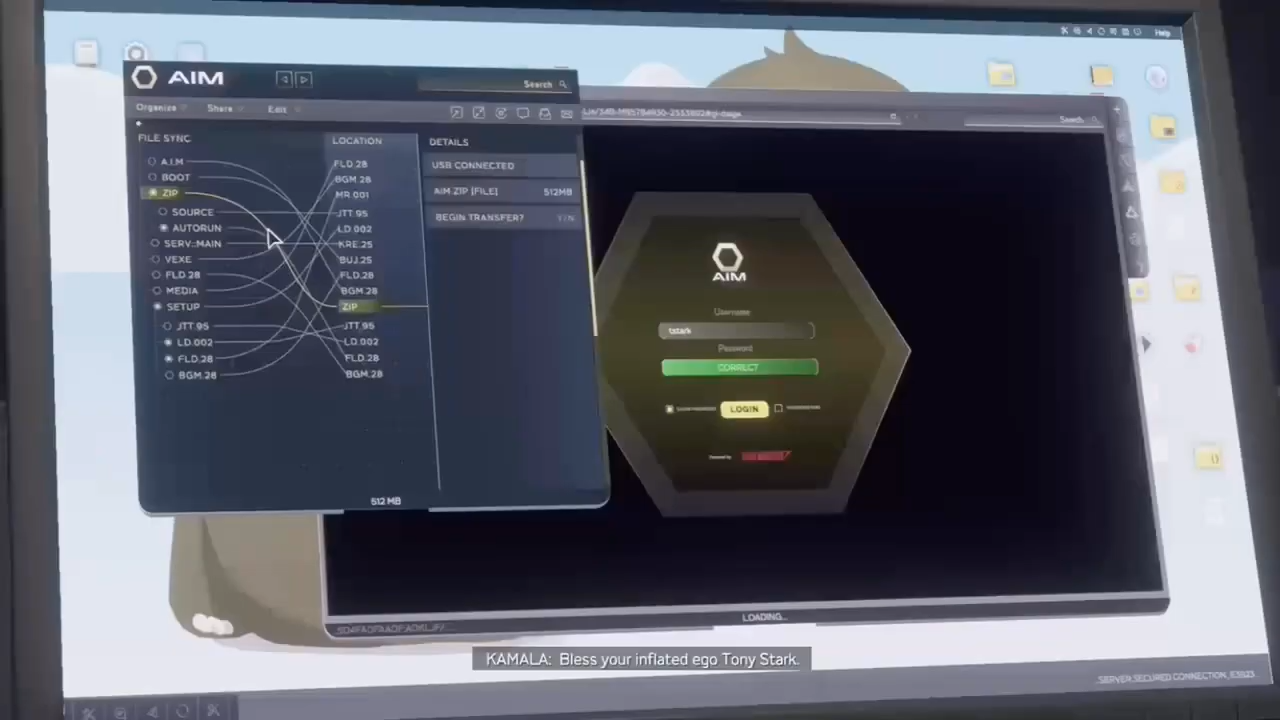 Help
AIM
Search
Organize
Share
Edit
Search
FILE SYNC
LOCATION
DETAILS
A.I.M
BOOT
ZIP
SOURCE
AUTORUN
SERV::MAIN
VEXE
FLD.28
MEDIA
SETUP
JTT.95
LD.002
FLD.28
BGM.28
FLD.28
BGM.28
MR.001
JTT.95
LD.002
KRE.25
BUJ.25
FLD.28
BGM.28
ZIP
JTT.95
LD.002
FLD.28
BGM.28
USB CONNECTED
AIM ZIP [FILE] 512MB
BEGIN TRANSFER? Y/N
512 MB
AIM
Username
tstark
Password
CORRECT
LOGIN
LOADING...
KAMALA: Bless your inflated ego Tony Stark.